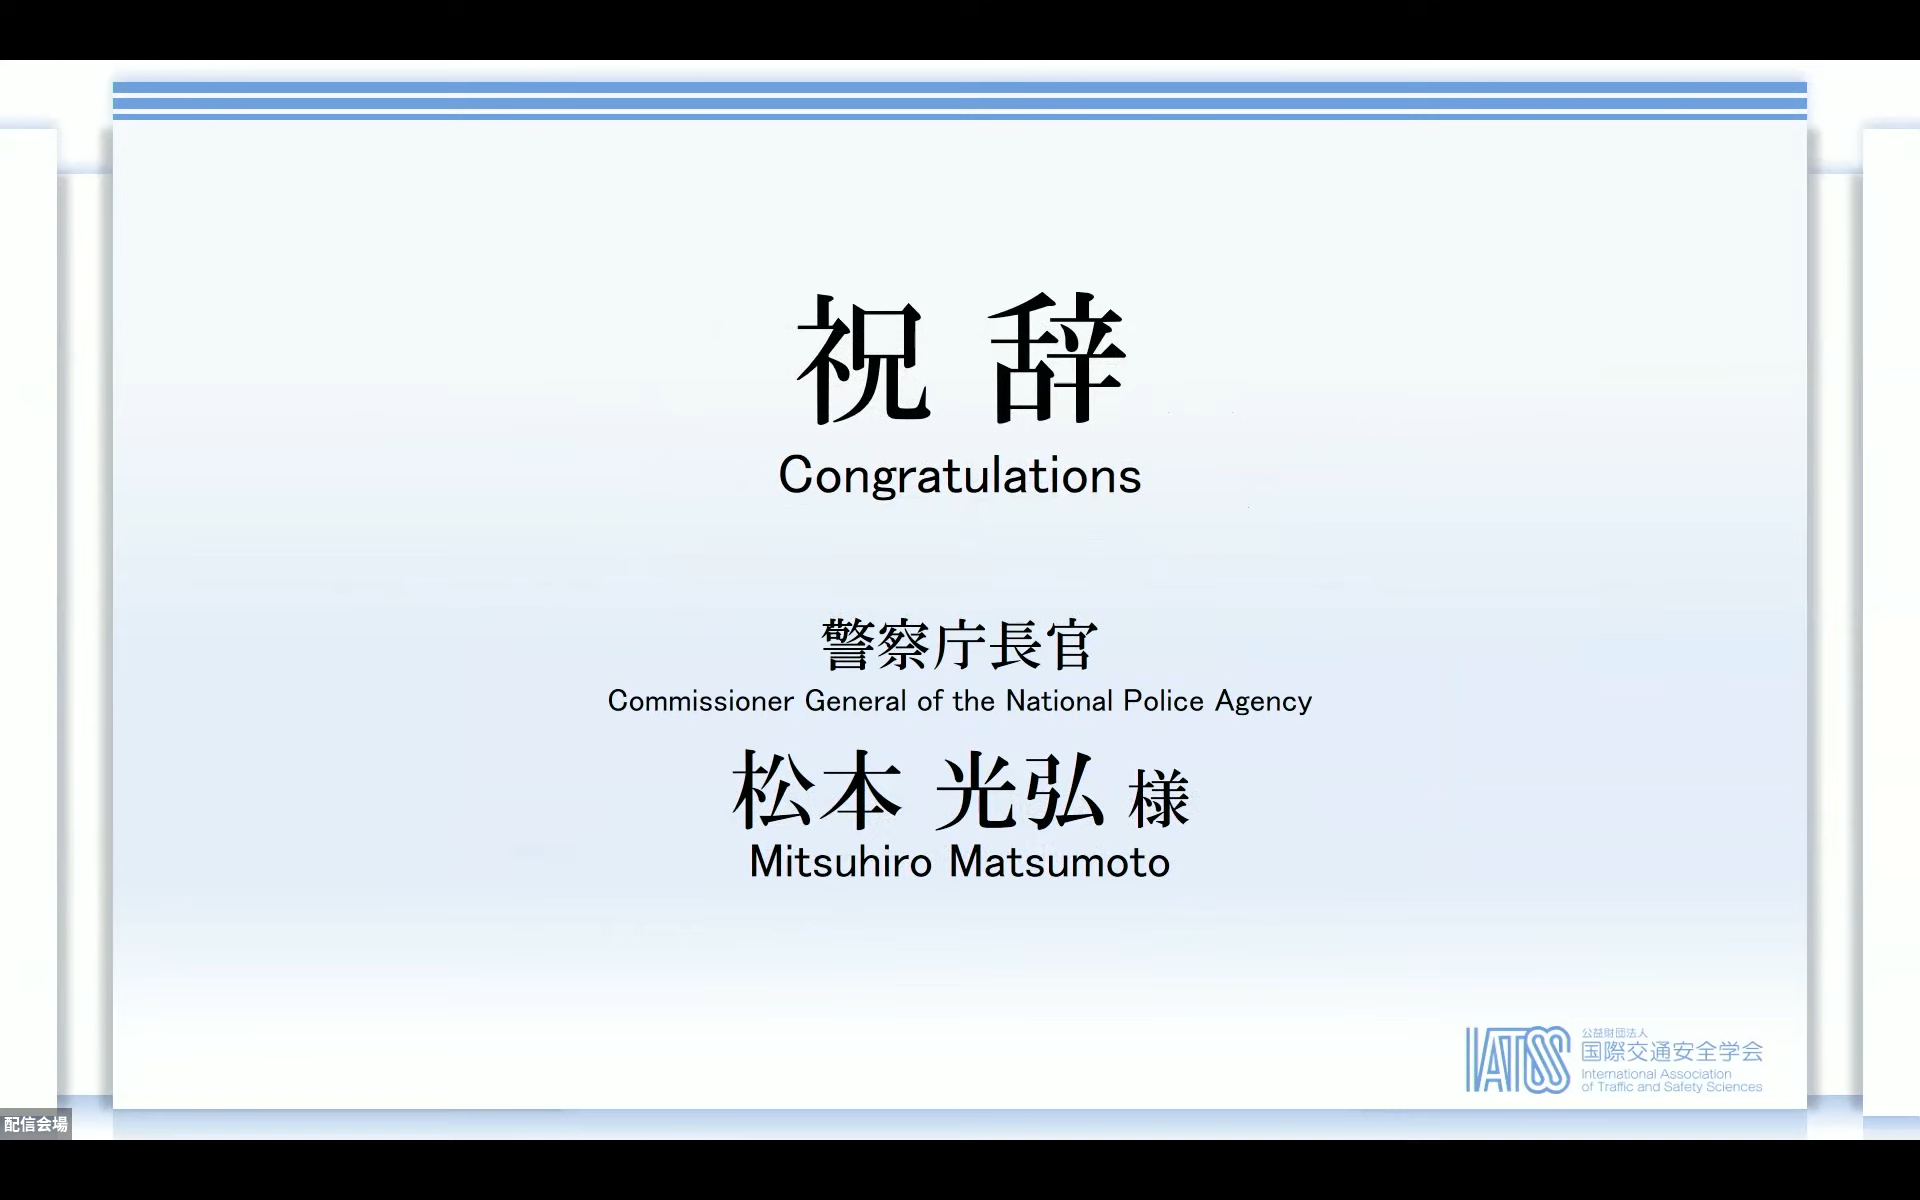 祝 辞
Congratulations
警察庁長官
Commissioner General of the National Police Agency
松本 光弘 様
Mitsuhiro Matsumoto
IATSS
公益財団法人
国際交通安全学会
International Association
of Traffic and Safety Sciences
配信会場